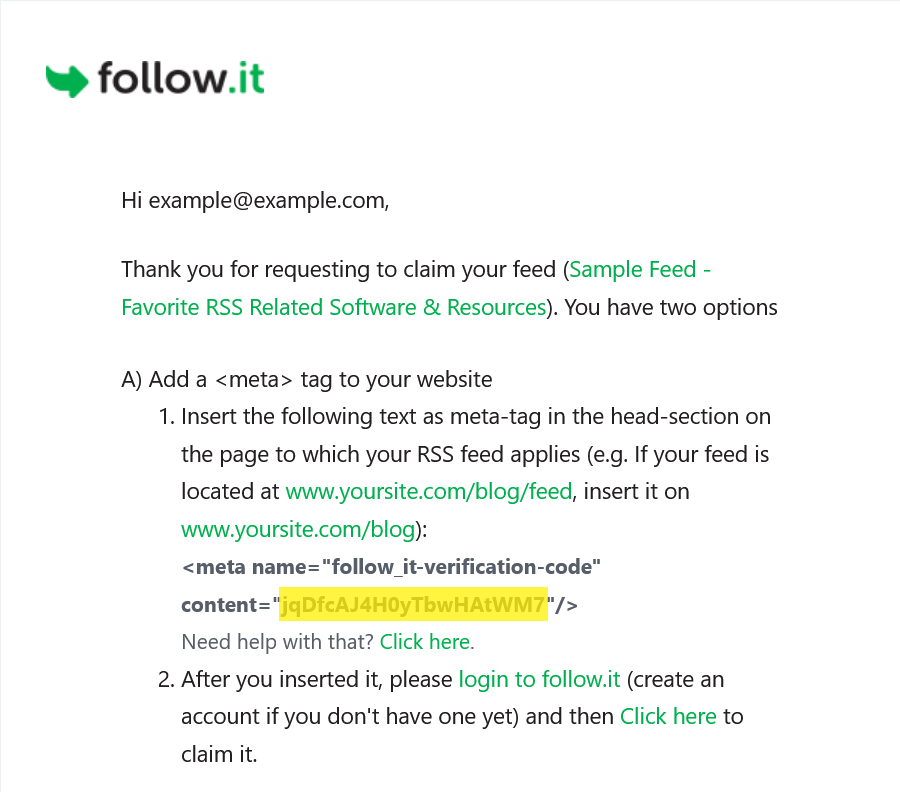 follow.it
Hi example@example.com,
Thank you for requesting to claim your feed (Sample Feed -
Favorite RSS Related Software & Resources). You have two options
A) Add a <meta> tag to your website
1. Insert the following text as meta-tag in the head-section on
the page to which your RSS feed applies (e.g. If your feed is
located at www.yoursite.com/blog/feed, insert it on
www.yoursite.com/blog):
<meta name="follow_it-verification-code"
content="jqDfcAJ4H0yTbwHAtWM7"/>
Need help with that? Click here.
2. After you inserted it, please login to follow.it (create an
account if you don't have one yet) and then Click here to
claim it.